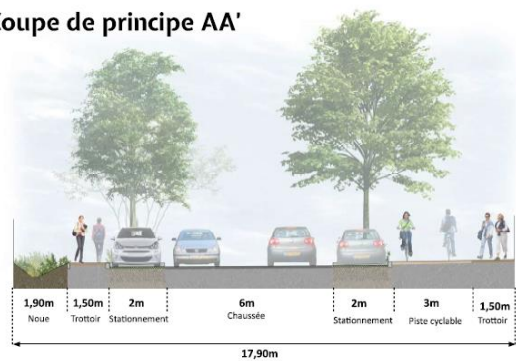 Coupe de principe AA'
1,90m 1,50m 2m 6m 2m 3m 1,50m
Noue Trottoir Stationnement Chaussée Stationnement Piste cyclable Trottoir
17,90m